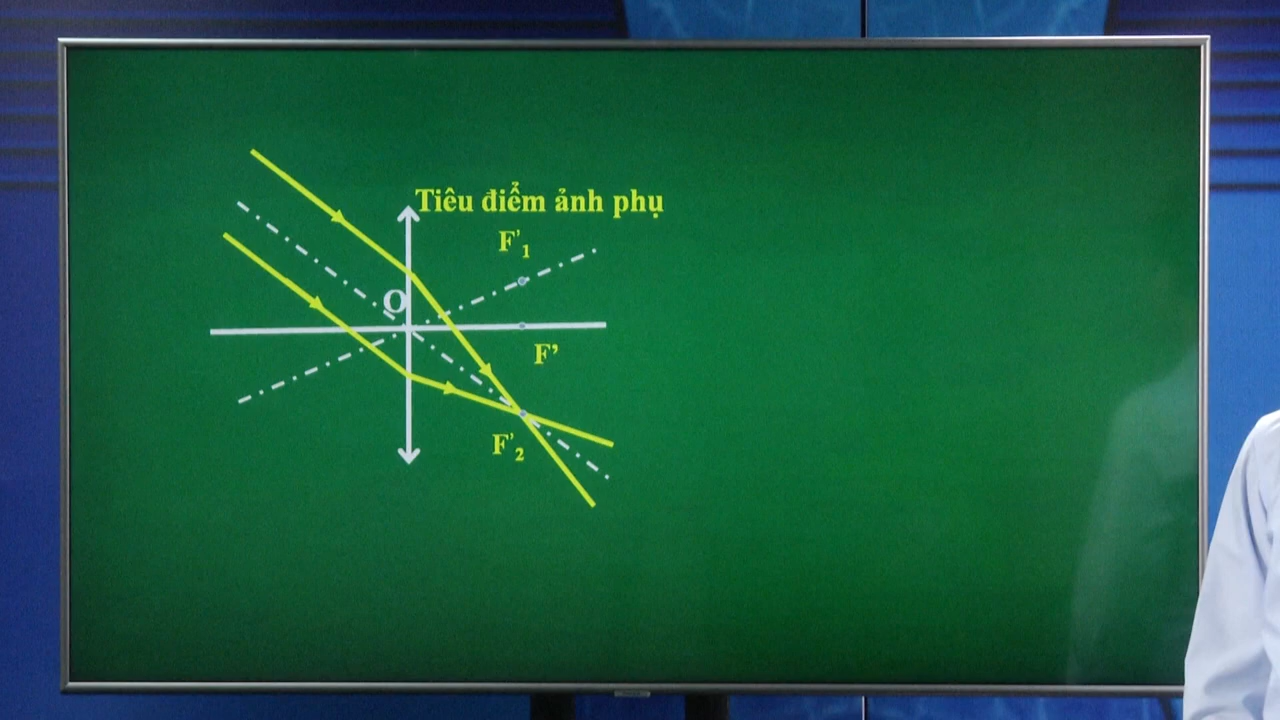 Tiêu điểm ảnh phụ
F'1
O
F’
F'2